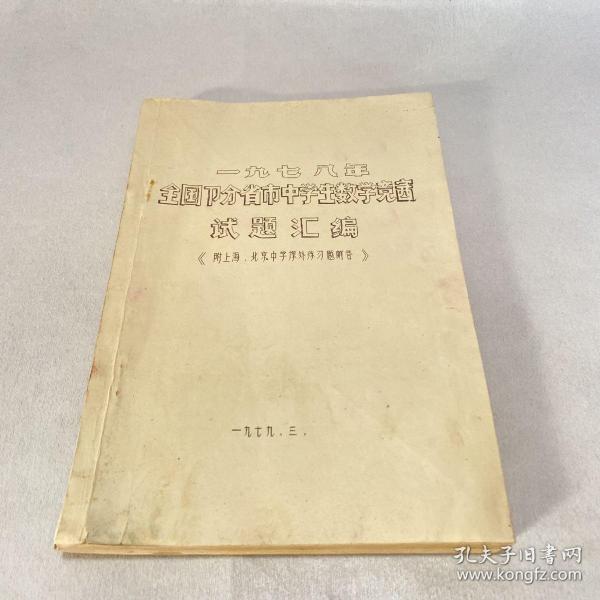 一九七八年
全国卩分省市中学生数学竞赛
试题汇编
《附上海、北京中学课外练习题解答》
一九七九、三、
孔夫子旧书网
www.kongfz.com